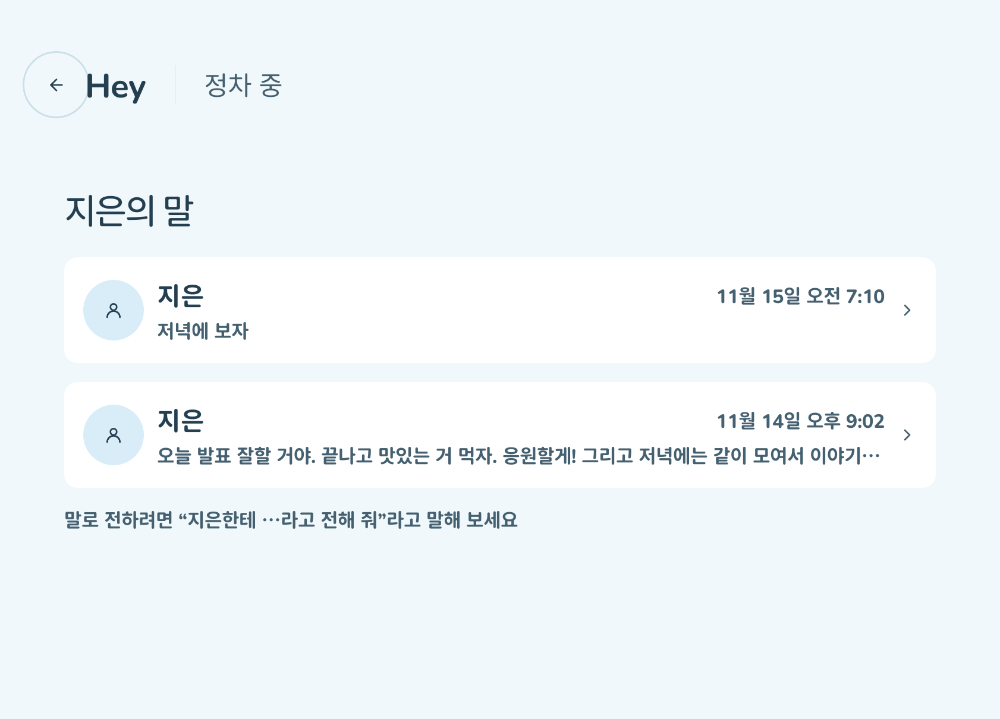 Hey
정차 중
지은의 말
지은
11월 15일 오전 7:10
저녁에 보자
지은
11월 14일 오후 9:02
오늘 발표 잘할 거야. 끝나고 맛있는 거 먹자. 응원할게! 그리고 저녁에는 같이 모여서 이야기…
말로 전하려면 “지은한테 …라고 전해 줘”라고 말해 보세요